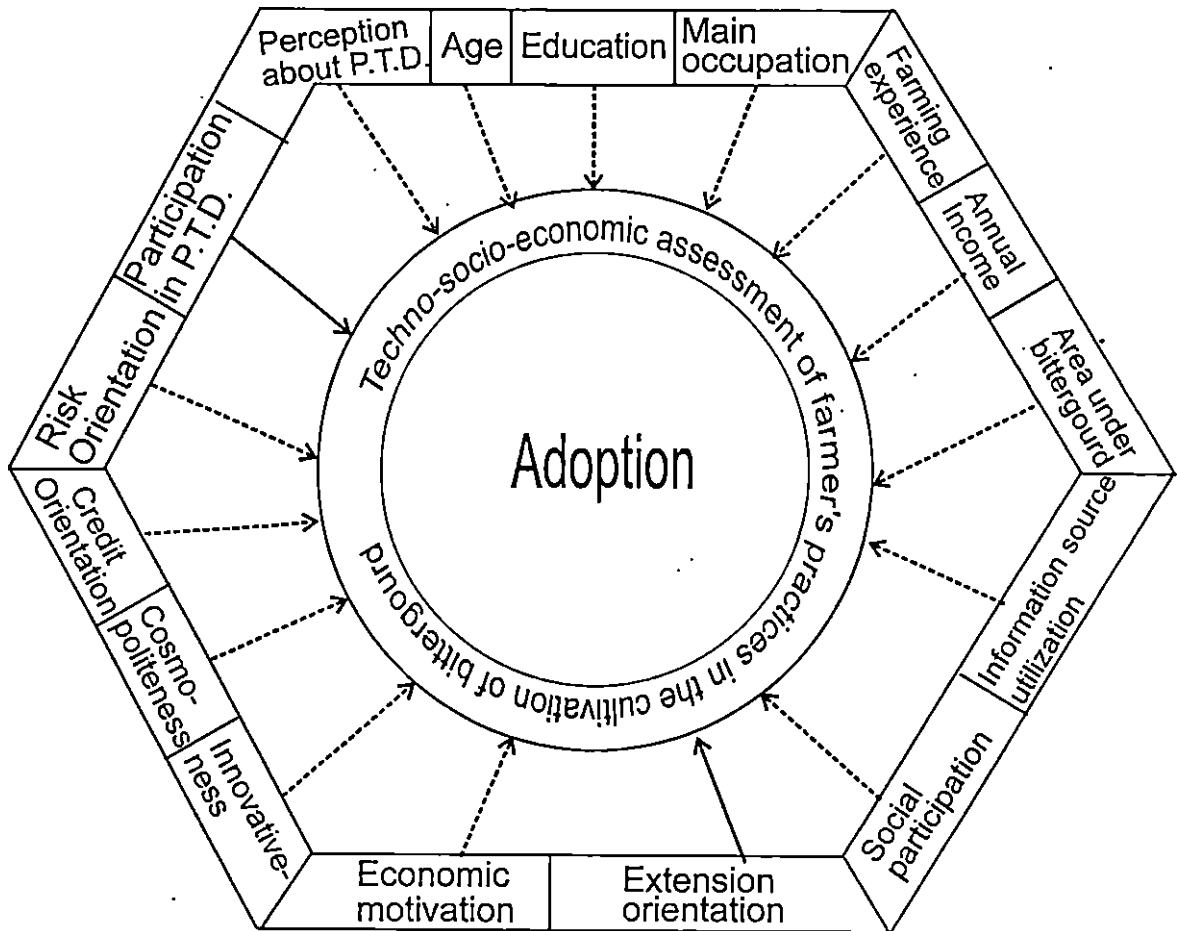 Perception
about P.T.D.
Age
Education
Main
occupation
Farming
experience
Annual
Income
Area under
bittergourd
Information source
utilization
Social
participation
Extension
orientation
Economic
motivation
Innovative-
ness
Cosmo-
politeness
Credit
Orientation
Risk
Orientation
Participation
in P.T.D.
Techno-socio-economic assessment of farmer's practices in the cultivation of bittergourd
Adoption